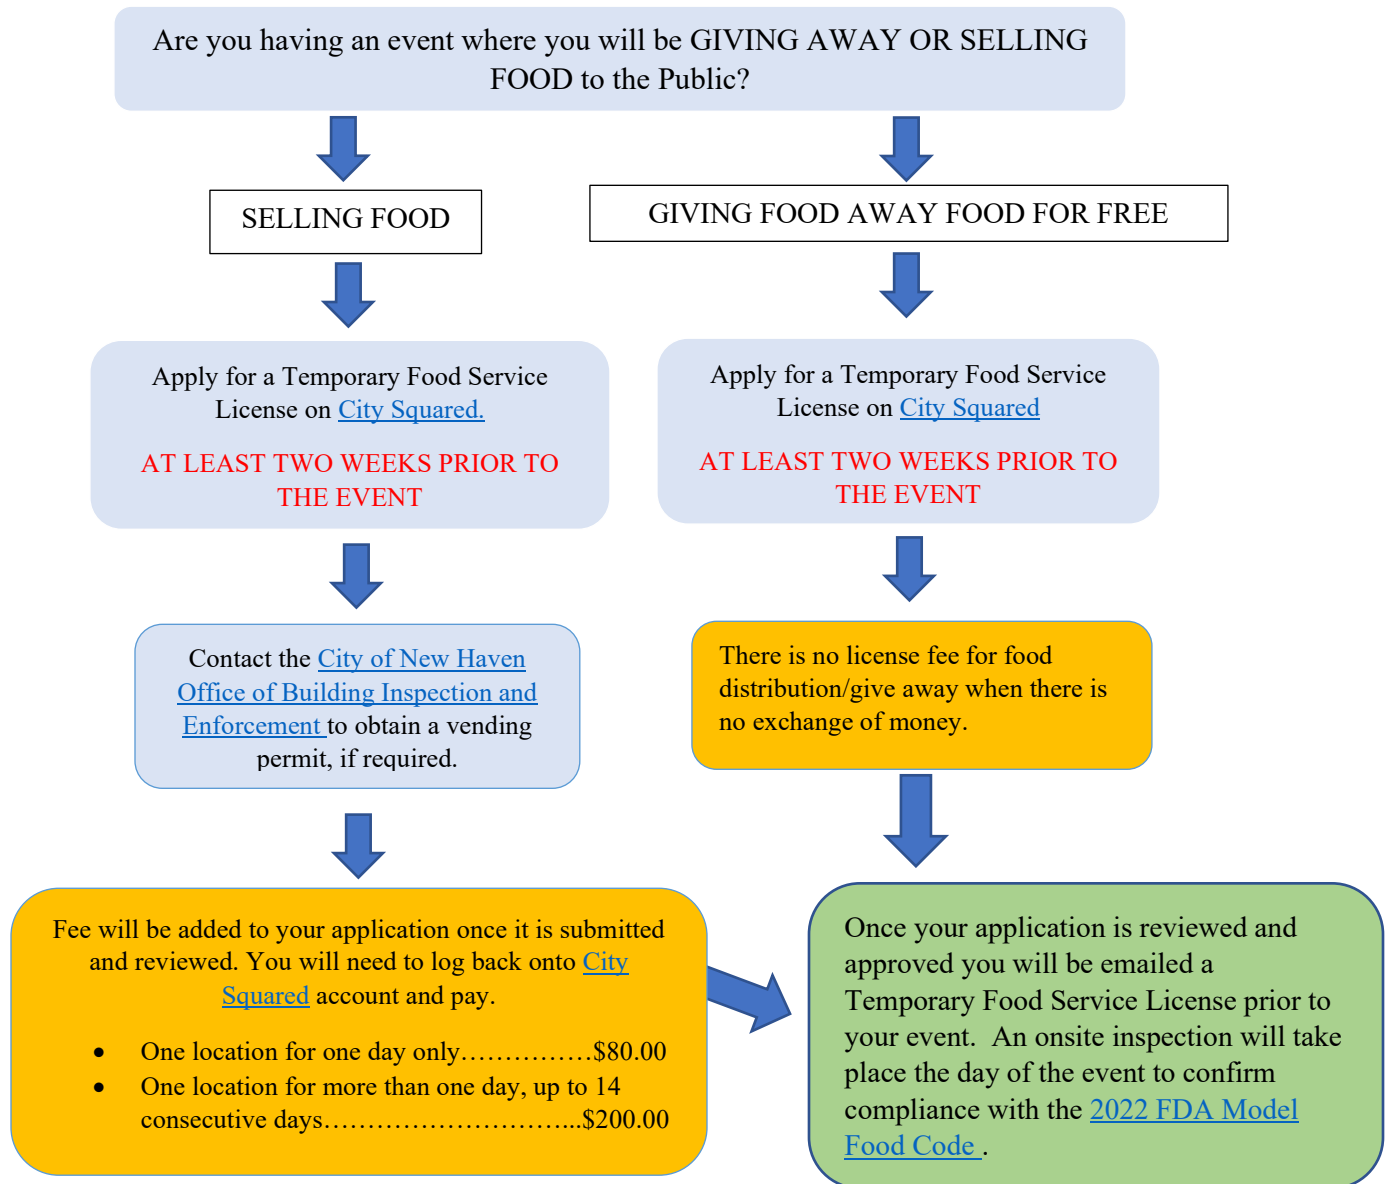 Are you having an event where you will be GIVING AWAY OR SELLING
FOOD to the Public?
SELLING FOOD
GIVING FOOD AWAY FOOD FOR FREE
Apply for a Temporary Food Service
License on City Squared.
AT LEAST TWO WEEKS PRIOR TO
THE EVENT
Apply for a Temporary Food Service
License on City Squared
AT LEAST TWO WEEKS PRIOR TO
THE EVENT
Contact the City of New Haven
Office of Building Inspection and
Enforcement to obtain a vending
permit, if required.
There is no license fee for food
distribution/give away when there is
no exchange of money.
Fee will be added to your application once it is submitted
and reviewed. You will need to log back onto City
Squared account and pay.
• One location for one day only……………$80.00
• One location for more than one day, up to 14
consecutive days………………………...$200.00
Once your application is reviewed and
approved you will be emailed a
Temporary Food Service License prior to
your event.  An onsite inspection will take
place the day of the event to confirm
compliance with the 2022 FDA Model
Food Code .